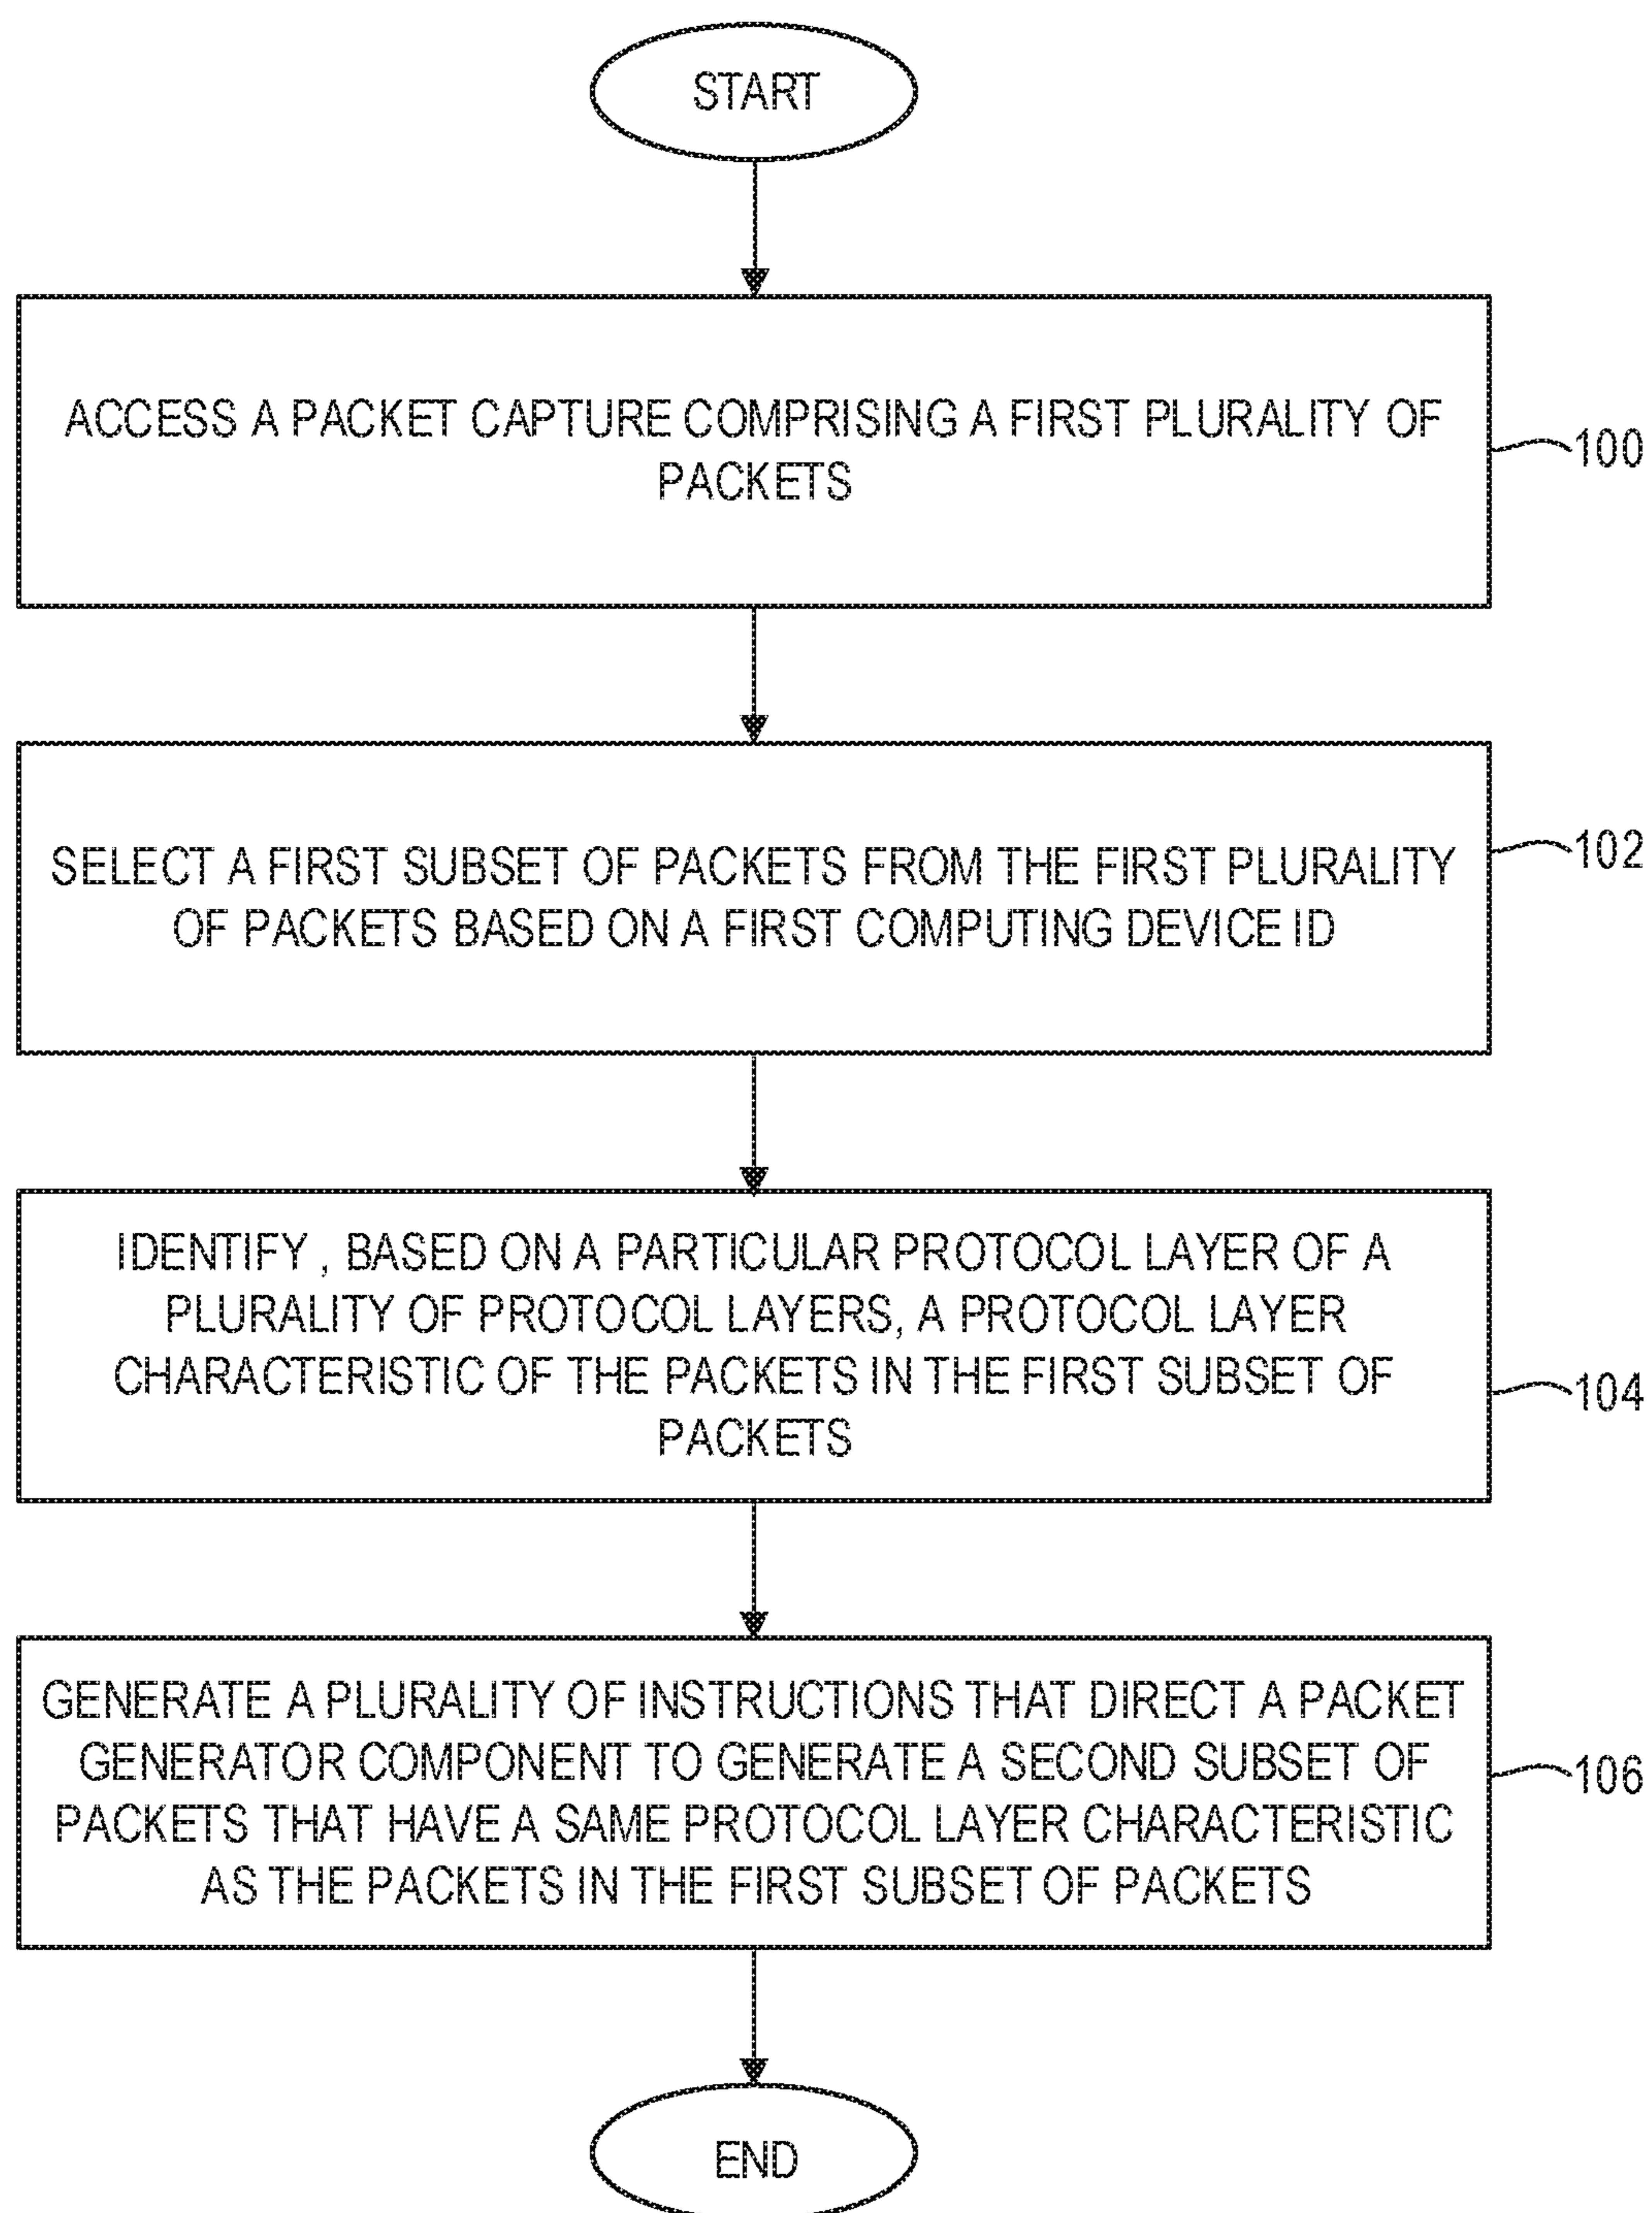 START
ACCESS A PACKET CAPTURE COMPRISING A FIRST PLURALITY OF
PACKETS
100
SELECT A FIRST SUBSET OF PACKETS FROM THE FIRST PLURALITY
OF PACKETS BASED ON A FIRST COMPUTING DEVICE ID
102
IDENTIFY , BASED ON A PARTICULAR PROTOCOL LAYER OF A
PLURALITY OF PROTOCOL LAYERS, A PROTOCOL LAYER
CHARACTERISTIC OF THE PACKETS IN THE FIRST SUBSET OF
PACKETS
104
GENERATE A PLURALITY OF INSTRUCTIONS THAT DIRECT A PACKET
GENERATOR COMPONENT TO GENERATE A SECOND SUBSET OF
PACKETS THAT HAVE A SAME PROTOCOL LAYER CHARACTERISTIC
AS THE PACKETS IN THE FIRST SUBSET OF PACKETS
106
END